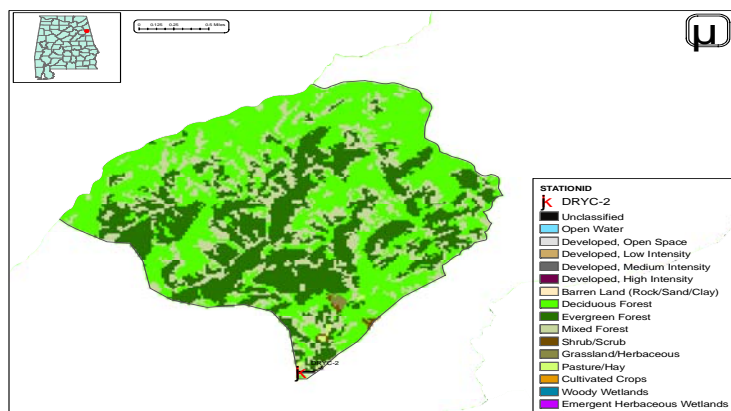 0 0.125 0.25 0.5 Miles
µ
DRYC-2
STATIONID
DRYC-2
Unclassified
Open Water
Developed, Open Space
Developed, Low Intensity
Developed, Medium Intensity
Developed, High Intensity
Barren Land (Rock/Sand/Clay)
Deciduous Forest
Evergreen Forest
Mixed Forest
Shrub/Scrub
Grassland/Herbaceous
Pasture/Hay
Cultivated Crops
Woody Wetlands
Emergent Herbaceous Wetlands